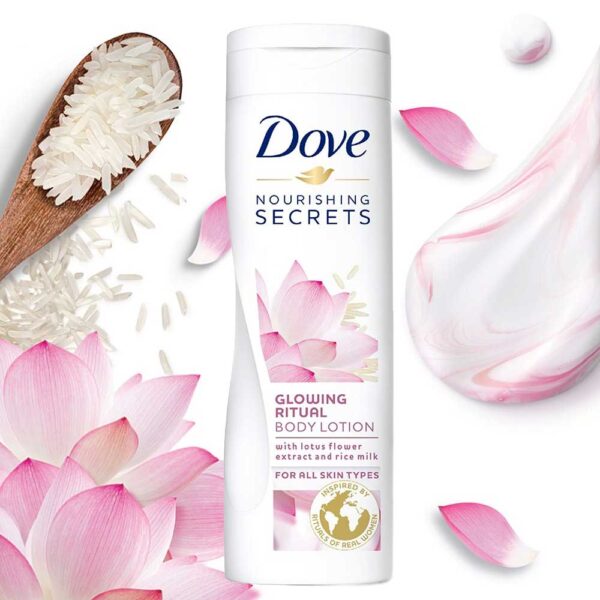 Dove
NOURISHING
SECRETS
GLOWING
RITUAL
BODY LOTION
with lotus flower
extract and rice milk
FOR ALL SKIN TYPES
INSPIRED BY
RITUALS OF REAL WOMEN